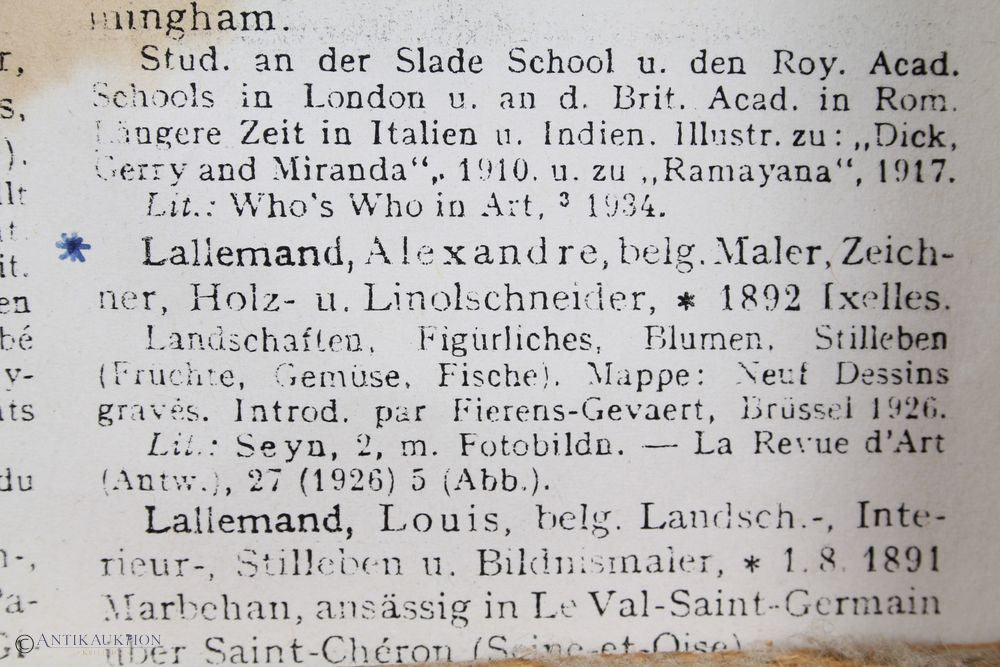 mingham.
Stud. an der Slade School u. den Roy. Acad.
Schools in London u. an d. Brit. Acad. in Rom.
Längere Zeit in Italien u. Indien. Illustr. zu: „Dick,
Gerry and Miranda“, 1910. u. zu „Ramayana“, 1917.
Lit.: Who's Who in Art, ³ 1934.
* Lallemand, Alexandre, belg. Maler, Zeich-
ner, Holz- u. Linolschneider, * 1892 Ixelles.
Landschaften, Figürliches, Blumen, Stilleben
(Früchte, Gemüse, Fische). Mappe: Neuf Dessins
gravés. Introd. par Fierens-Gevaert, Brüssel 1926.
Lit.: Seyn, 2, m. Fotobildn. — La Revue d'Art
(Antw.), 27 (1926) 5 (Abb.).
Lallemand, Louis, belg. Landsch.-, Inte-
rieur-, Stilleben u. Bildnismaler, * 1. 8. 1891
Marbehan, ansässig in Le Val-Saint-Germain
über Saint-Chéron (Seine-et-Oise)
© ANTIKAUKTION